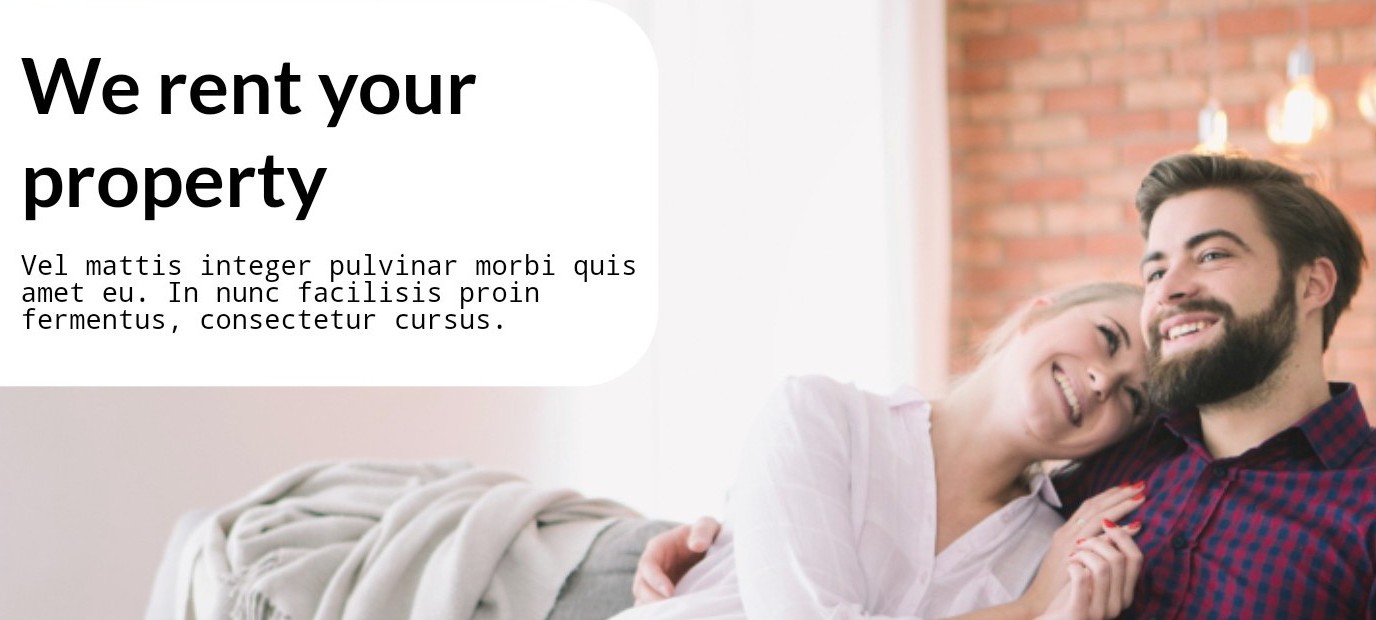 We rent your
property
Vel mattis integer pulvinar morbi quis
amet eu. In nunc facilisis proin
fermentus, consectetur cursus.